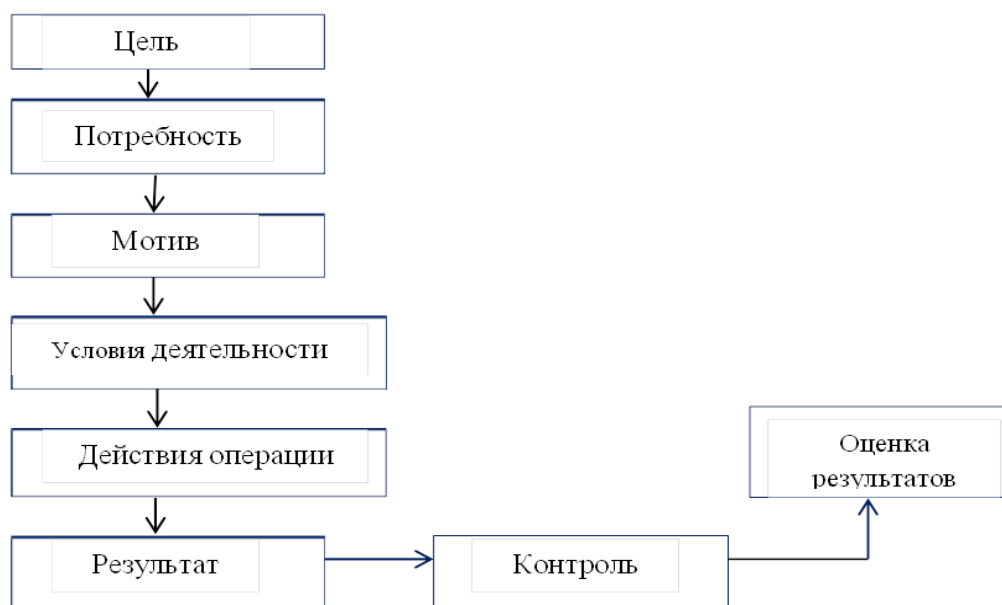 Цель
Потребность
Мотив
Условия деятельности
Действия операции
Оценка
результатов
Результат
Контроль